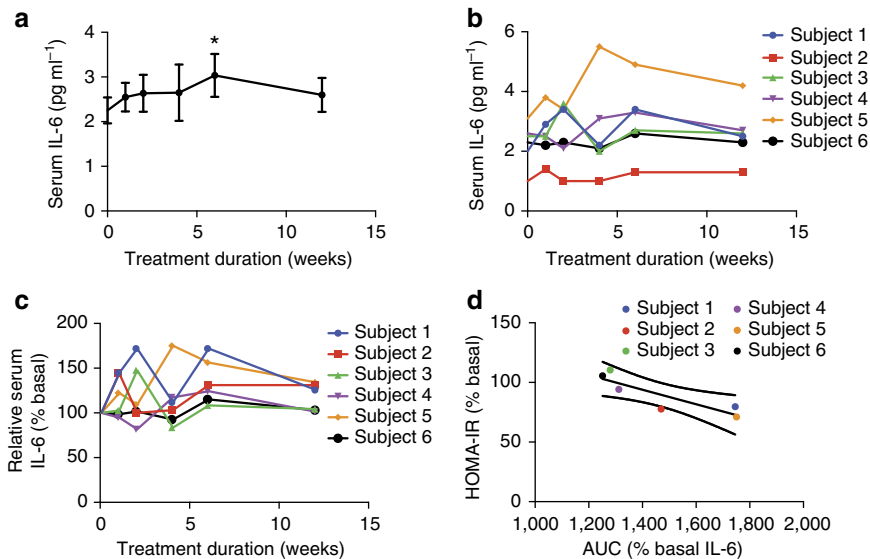 a
Serum IL-6 (pg ml⁻¹)
4
3
2
1
0
*
0 5 10 15
Treatment duration (weeks)
b
Serum IL-6 (pg ml⁻¹)
6
4
2
0
0 5 10 15
Treatment duration (weeks)
Subject 1
Subject 2
Subject 3
Subject 4
Subject 5
Subject 6
c
Relative serum
IL-6 (% basal)
200
150
100
50
0
0 5 10 15
Treatment duration (weeks)
Subject 1
Subject 2
Subject 3
Subject 4
Subject 5
Subject 6
d
HOMA-IR (% basal)
150
100
50
0
Subject 1 Subject 4
Subject 2 Subject 5
Subject 3 Subject 6
1,000 1,200 1,400 1,600 1,800 2,000
AUC (% basal IL-6)